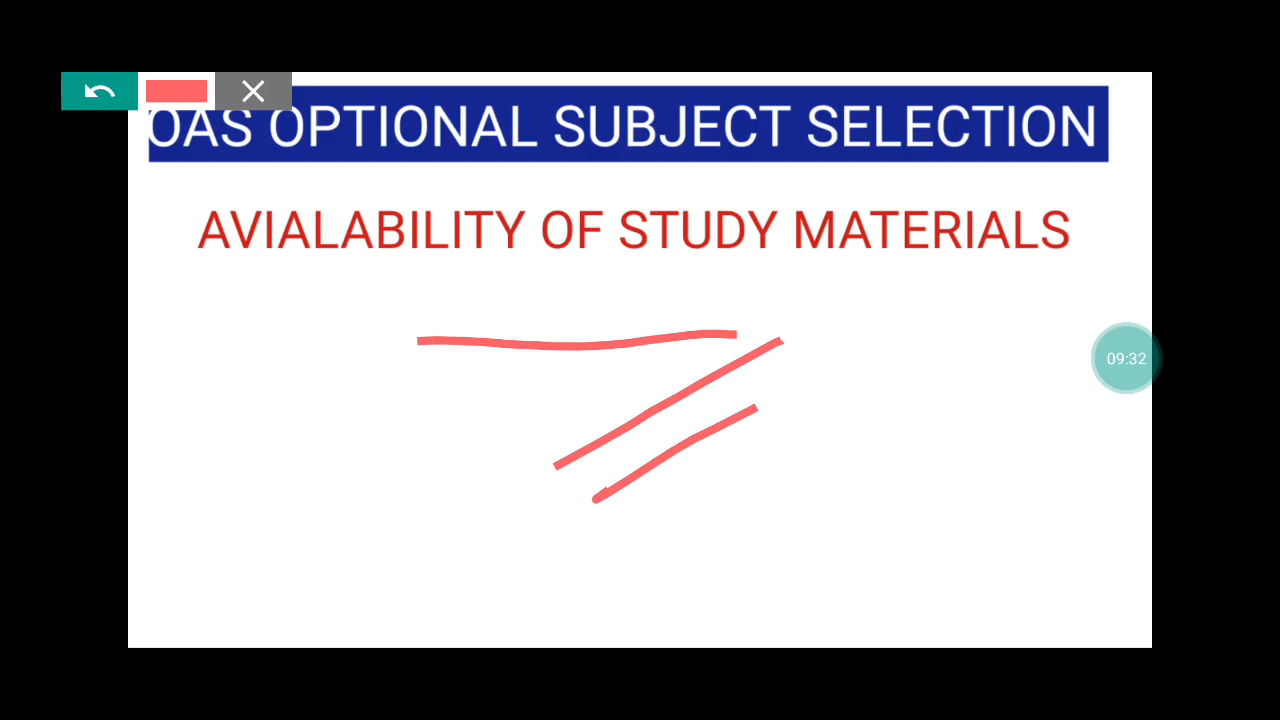 OAS OPTIONAL SUBJECT SELECTION
AVIALABILITY OF STUDY MATERIALS
09:32